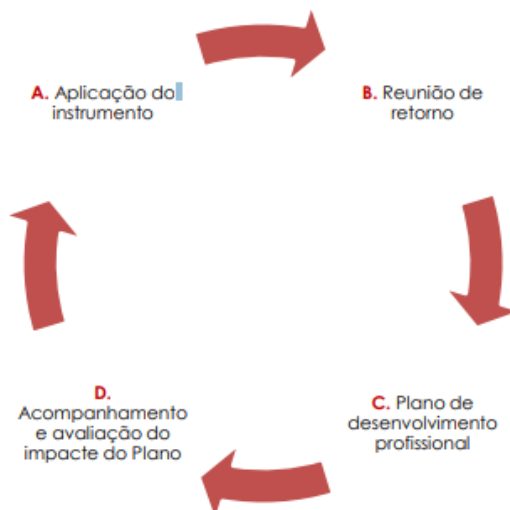 A. Aplicação do
instrumento
B. Reunião de
retorno
C. Plano de
desenvolvimento
profissional
D.
Acompanhamento
e avaliação do
impacte do Plano